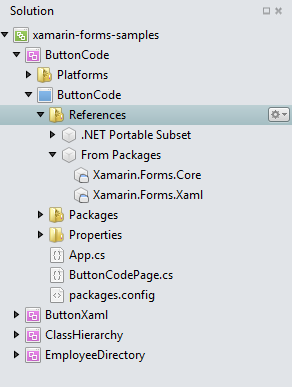 Solution
xamarin-forms-samples
ButtonCode
Platforms
ButtonCode
References
.NET Portable Subset
From Packages
Xamarin.Forms.Core
Xamarin.Forms.Xaml
Packages
Properties
App.cs
ButtonCodePage.cs
packages.config
ButtonXaml
ClassHierarchy
EmployeeDirectory